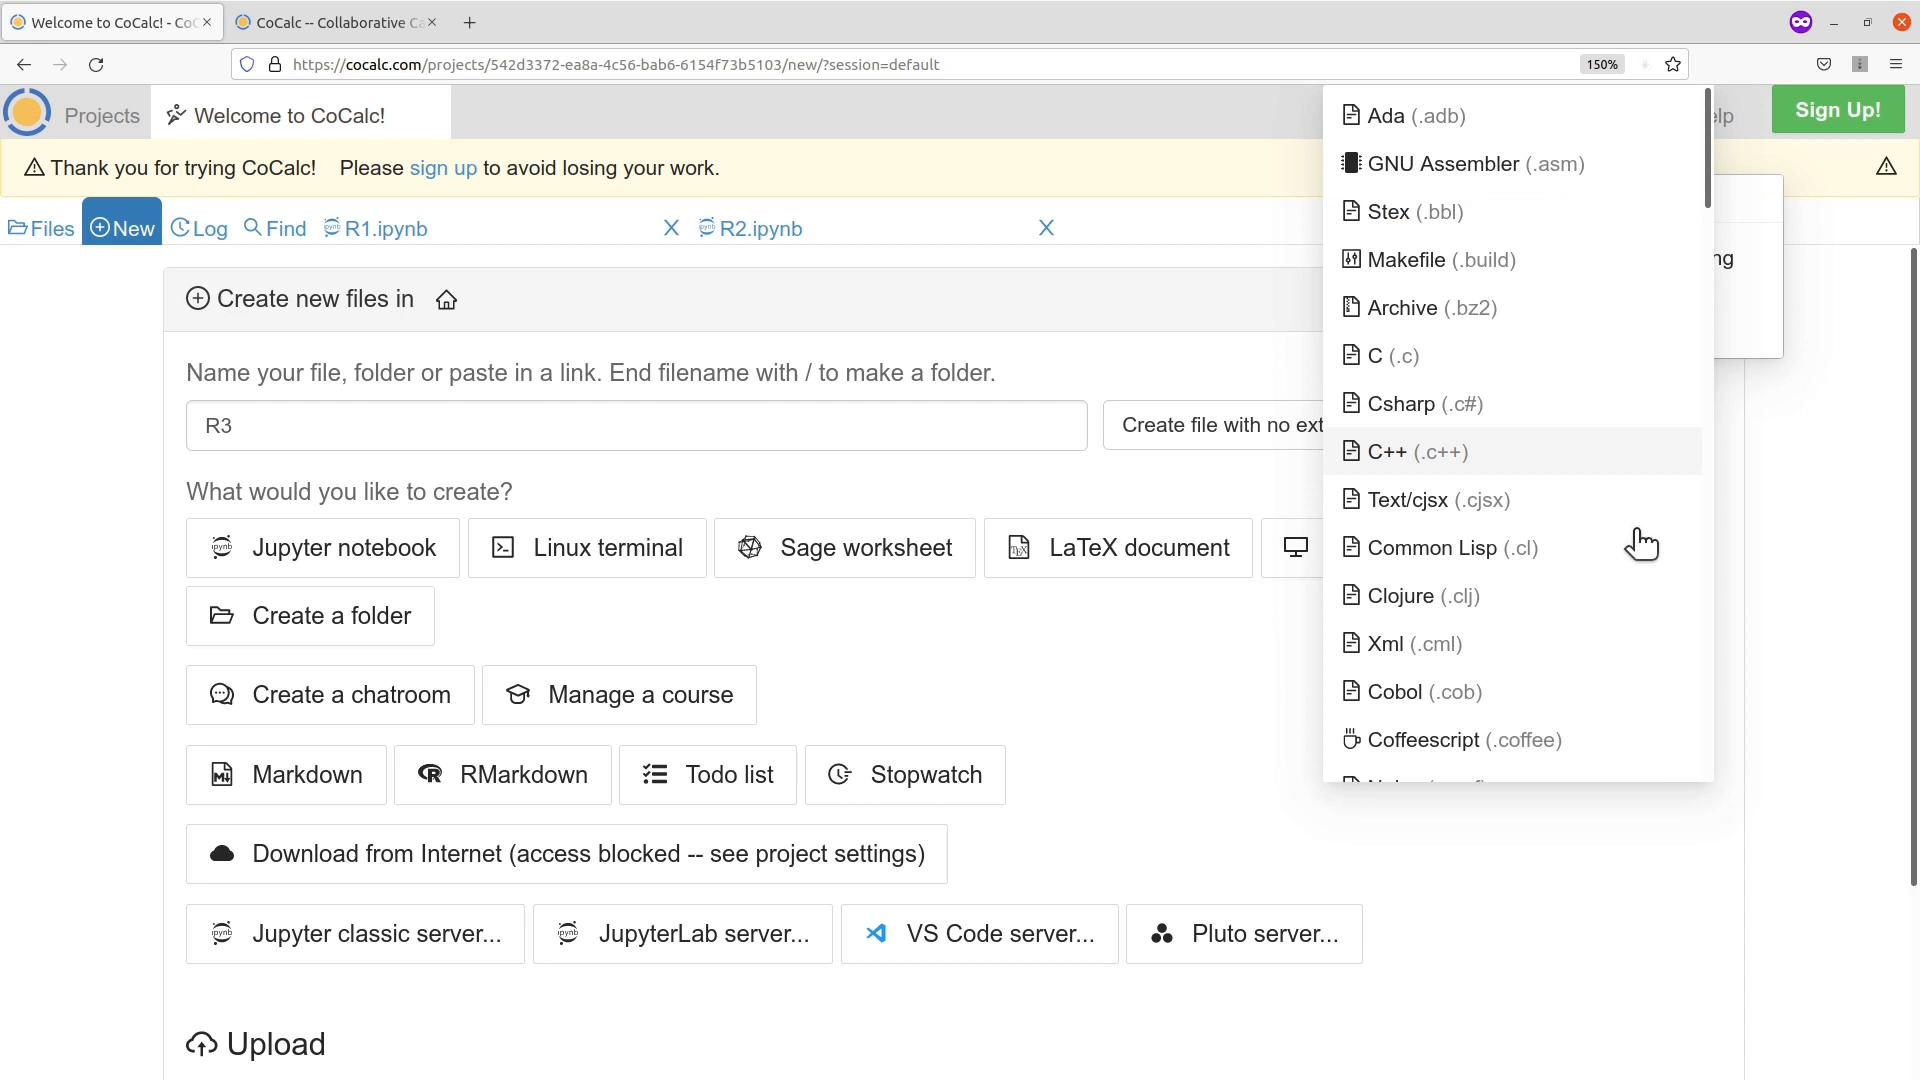 Welcome to CoCalc! - Co
CoCalc -- Collaborative Ca
https://cocalc.com/projects/542d3372-ea8a-4c56-bab6-6154f73b5103/new/?session=default
150%
Projects
Welcome to CoCalc!
elp
Sign Up!
Thank you for trying CoCalc! Please sign up to avoid losing your work.
Files
New
Log
Find
R1.ipynb
R2.ipynb
Create new files in
Name your file, folder or paste in a link. End filename with / to make a folder.
R3
Create file with no ext
What would you like to create?
Jupyter notebook
Linux terminal
Sage worksheet
LaTeX document
Create a folder
Create a chatroom
Manage a course
Markdown
RMarkdown
Todo list
Stopwatch
Download from Internet (access blocked -- see project settings)
Jupyter classic server...
JupyterLab server...
VS Code server...
Pluto server...
Upload
Ada (.adb)
GNU Assembler (.asm)
Stex (.bbl)
Makefile (.build)
ng
Archive (.bz2)
C (.c)
Csharp (.c#)
C++ (.c++)
Text/cjsx (.cjsx)
Common Lisp (.cl)
Clojure (.clj)
Xml (.cml)
Cobol (.cob)
Coffeescript (.coffee)